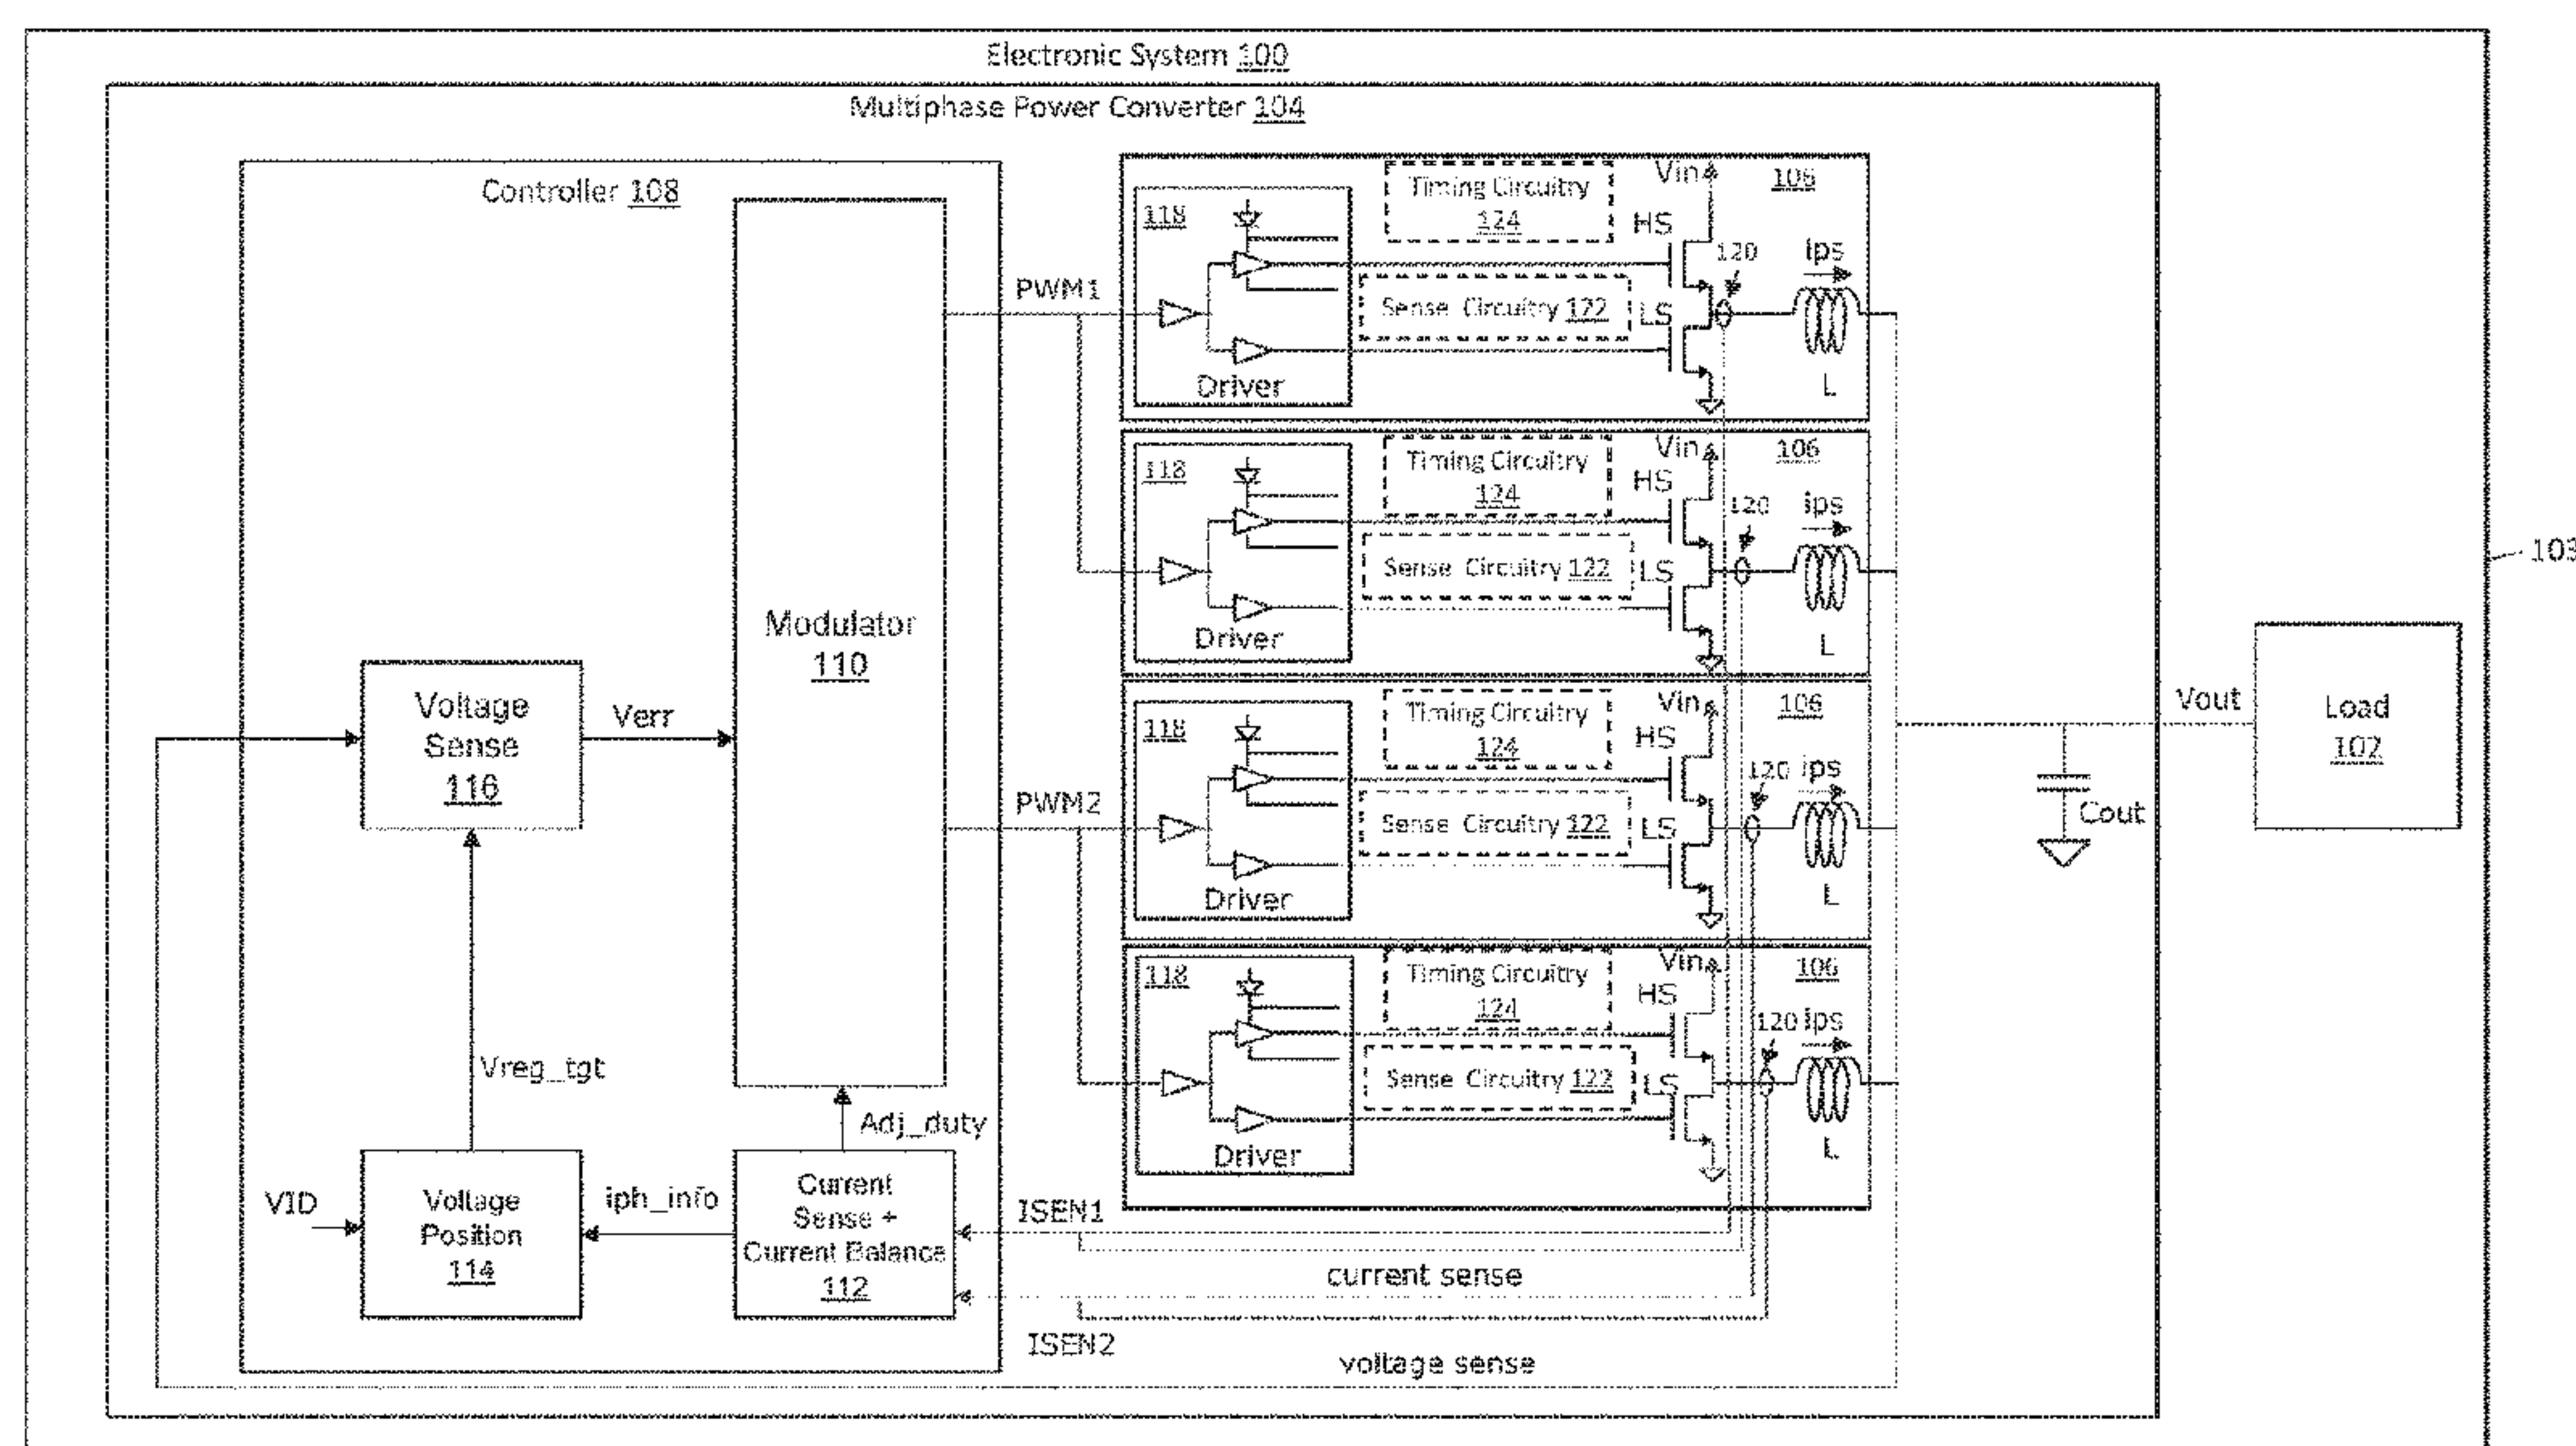 Electronic System 100
Multiphase Power Converter 104
Controller 108
Modulator
110
Voltage
Sense
116
Verr
Vreg_tgt
Adj_duty
VID
Voltage
Position
114
iph_info
Current
Sense +
Current Balance
112
PWM1
PWM2
ISEN1
current sense
ISEN2
voltage sense
118
Driver
Timing Circuitry
124
Sense Circuitry 122
Vin
HS
LS
106
120
ips
L
118
Driver
Timing Circuitry
124
Sense Circuitry 122
Vin
HS
LS
106
120
ips
L
118
Driver
Timing Circuitry
124
Sense Circuitry 122
Vin
HS
LS
106
120
ips
L
118
Driver
Timing Circuitry
124
Sense Circuitry 122
Vin
HS
LS
106
120
ips
L
Vout
Cout
Load
102
103